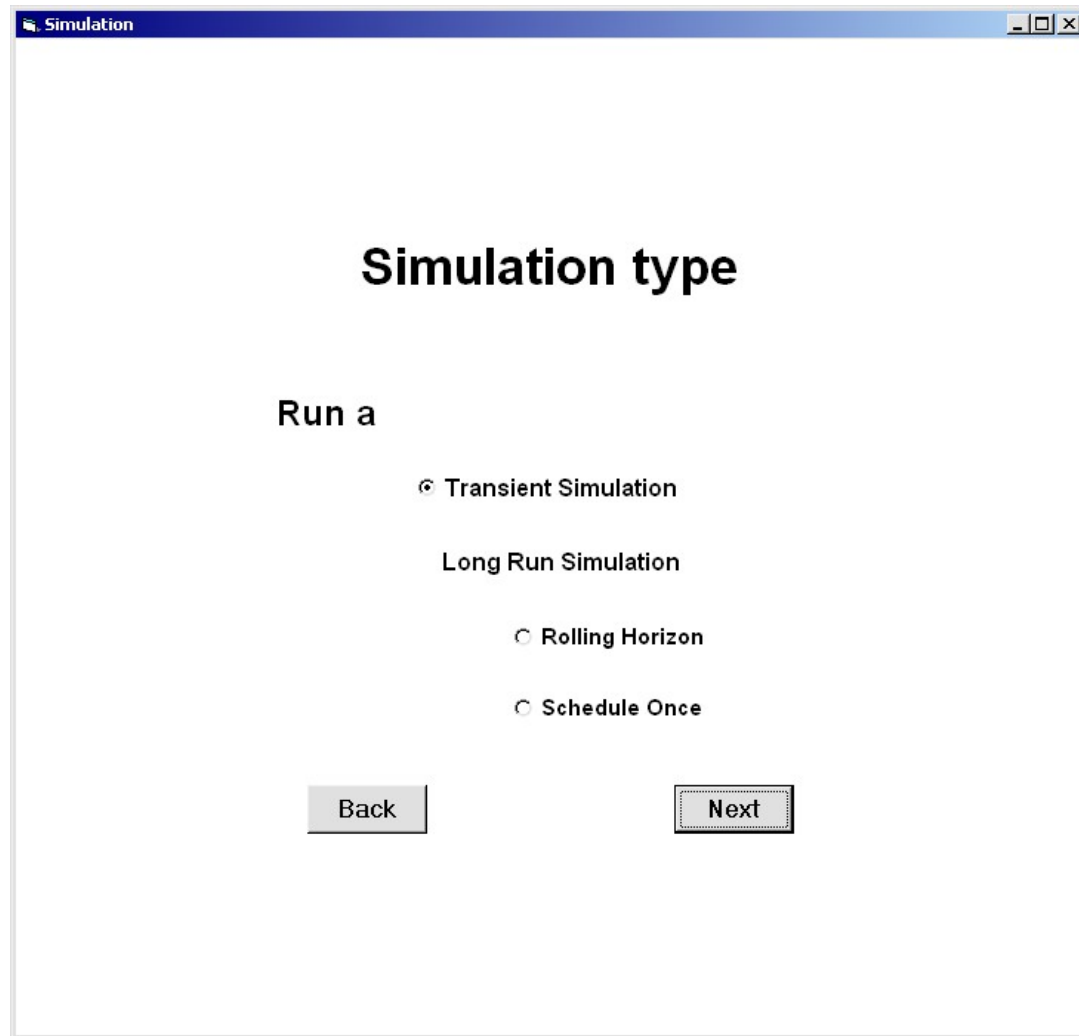 Simulation
Simulation type
Run a
Transient Simulation
Long Run Simulation
Rolling Horizon
Schedule Once
Back
Next